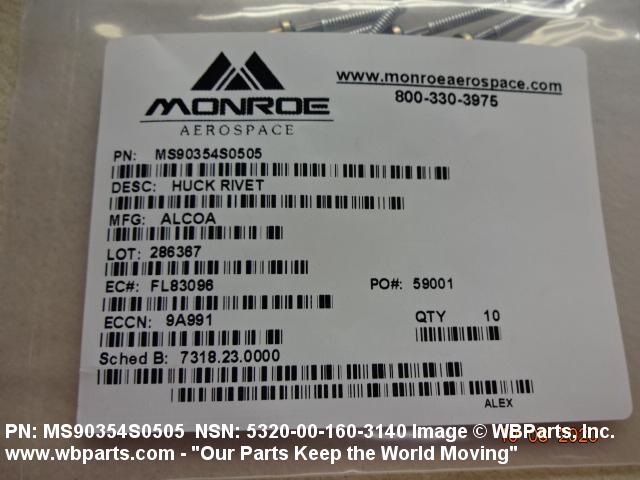 MONROE
AEROSPACE
www.monroeaerospace.com
800-330-3975
PN: MS90354S0505
DESC: HUCK RIVET
MFG: ALCOA
LOT: 286367
EC#: FL83096 PO#: 59001
ECCN: 9A991 QTY 10
Sched B: 7318.23.0000
ALEX
PN: MS90354S0505 NSN: 5320-00-160-3140 Image © WBParts, Inc.
www.wbparts.com - "Our Parts Keep the World Moving"